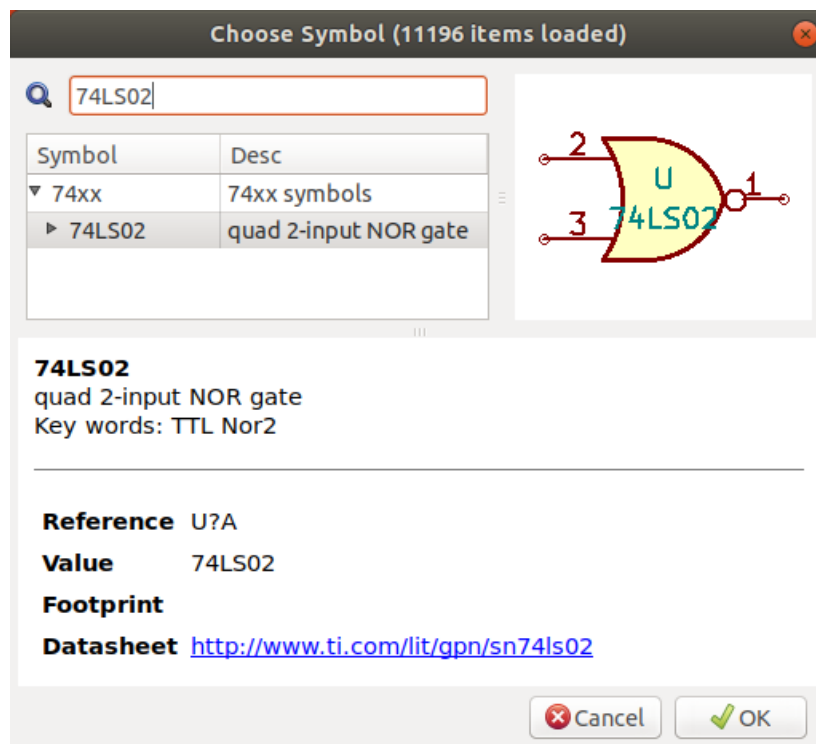 Choose Symbol (11196 items loaded)
74LS02
Symbol Desc
74xx 74xx symbols
74LS02 quad 2-input NOR gate
2
3
U
74LS02
1
74LS02
quad 2-input NOR gate
Key words: TTL Nor2
Reference U?A
Value 74LS02
Footprint
Datasheet http://www.ti.com/lit/gpn/sn74ls02
Cancel OK